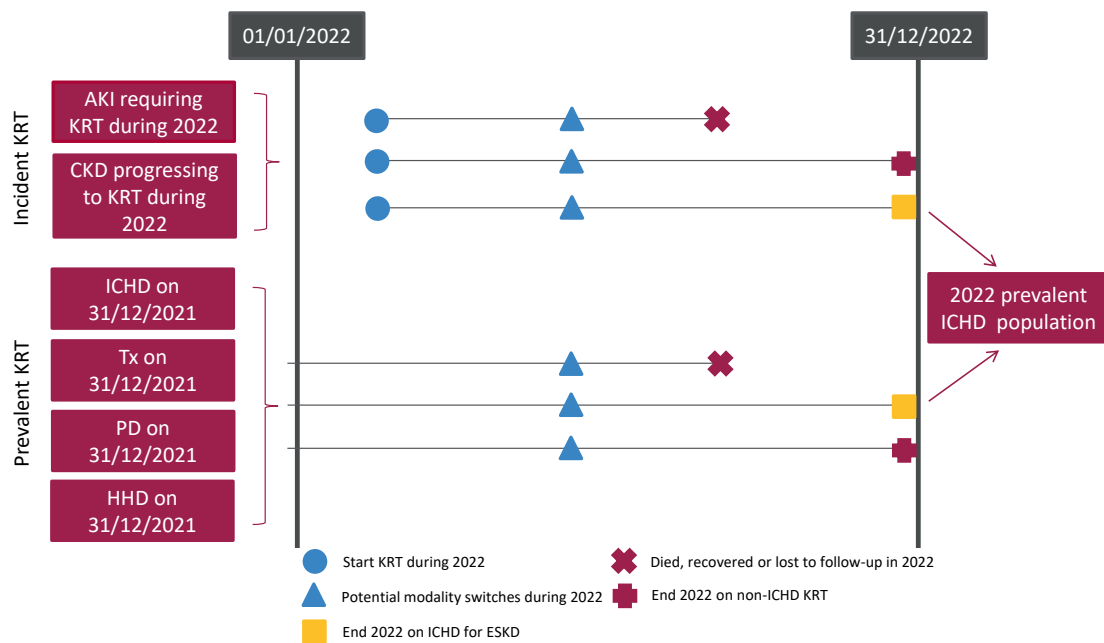 01/01/2022
31/12/2022
Incident KRT
AKI requiring
KRT during 2022
CKD progressing
to KRT during
2022
Prevalent KRT
ICHD on
31/12/2021
Tx on
31/12/2021
PD on
31/12/2021
HHD on
31/12/2021
2022 prevalent
ICHD population
Start KRT during 2022
Died, recovered or lost to follow-up in 2022
Potential modality switches during 2022
End 2022 on non-ICHD KRT
End 2022 on ICHD for ESKD